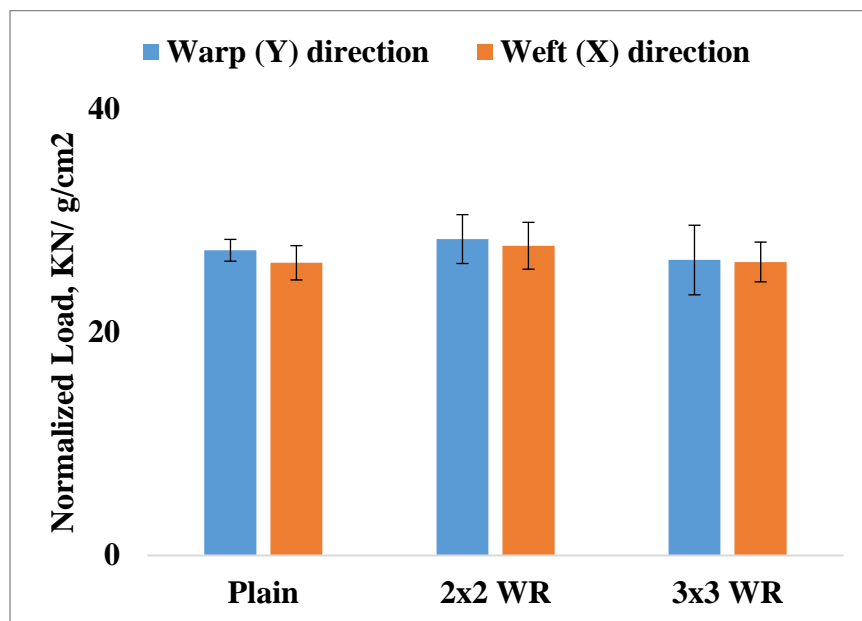 Warp (Y) direction Weft (X) direction
Normalized Load, KN/ g/cm2
40
20
0
Plain 2x2 WR 3x3 WR